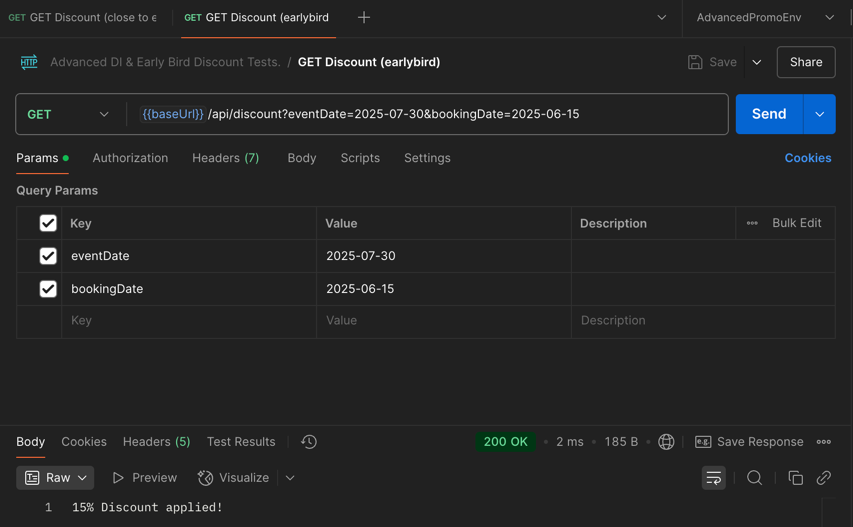 GET GET Discount (close to e GET GET Discount (earlybird AdvancedPromoEnv
HTTP Advanced DI & Early Bird Discount Tests. / GET Discount (earlybird) Save Share
GET {{baseUrl}} /api/discount?eventDate=2025-07-30&bookingDate=2025-06-15 Send
Params Authorization Headers (7) Body Scripts Settings Cookies
Query Params
Key Value Description Bulk Edit
eventDate 2025-07-30
bookingDate 2025-06-15
Key Value Description
Body Cookies Headers (5) Test Results 200 OK 2 ms 185 B e.g. Save Response
Raw Preview Visualize
1 15% Discount applied!